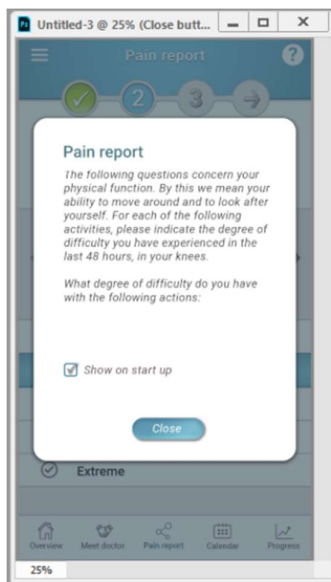 Ps Untitled-3 @ 25% (Close butt...
Pain report
?
2 3
Pain report
The following questions concern your
physical function. By this we mean your
ability to move around and to look after
yourself. For each of the following
activities, please indicate the degree of
difficulty you have experienced in the
last 48 hours, in your knees.
What degree of difficulty do you have
with the following actions:
Show on start up
Close
Extreme
Overview Meet doctor Pain report Calendar Progress
25%